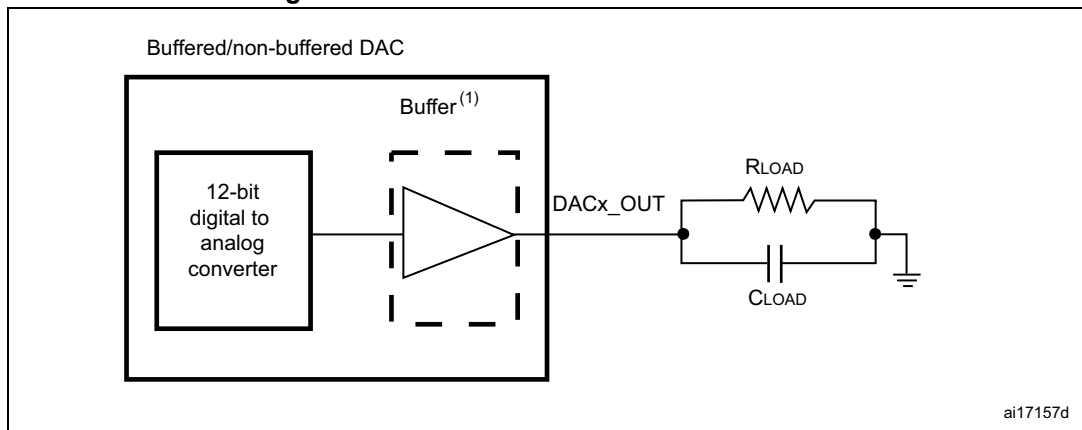 Buffered/non-buffered DAC
Buffer(1)
12-bit
digital to
analog
converter
DACx_OUT
RLOAD
CLOAD
ai17157d